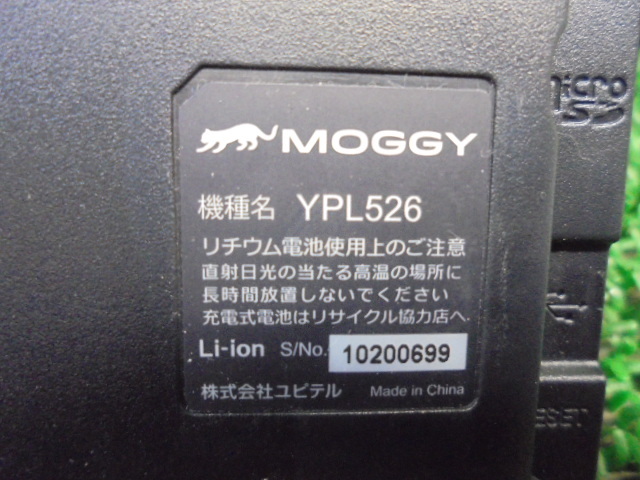 MOGGY
機種名 YPL526
リチウム電池使用上のご注意
直射日光の当たる高温の場所に
長時間放置しないでください
充電式電池はリサイクル協力店へ
Li-ion S/No. 10200699
株式会社ユピテル Made in China
micro
SD
RESET